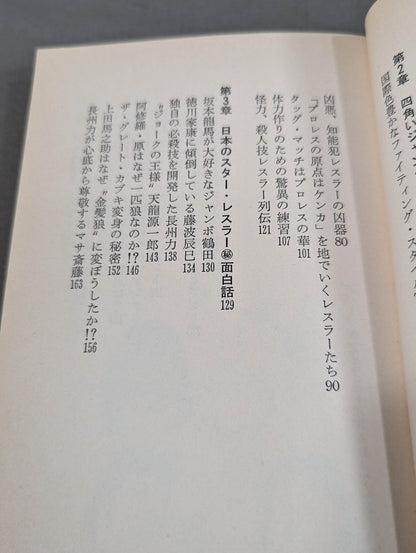 第2章 四角い
国際色豊かなファイティング・スタ
凶悪、知能犯レスラーの凶器80
「プロレスの原点はケンカ」を地でいくレスラーたち90
タッグ・マッチはプロレスの華101
体力作りのための驚異の練習107
怪力、殺人技レスラー列伝121
第3章 日本のスター・レスラー㊙面白話129
坂本龍馬が大好きなジャンボ鶴田130
徳川家康に傾倒している藤波辰巳134
独自の必殺技を開発した長州力138
“ジョークの王様”天龍源一郎143
阿修羅・原はなぜ一匹狼なのか!?146
ザ・グレート・カブキ変身の秘密152
上田馬之助はなぜ“金髪狼”に変ぼうしたか!?156
長州力が心底から尊敬するマサ斎藤163